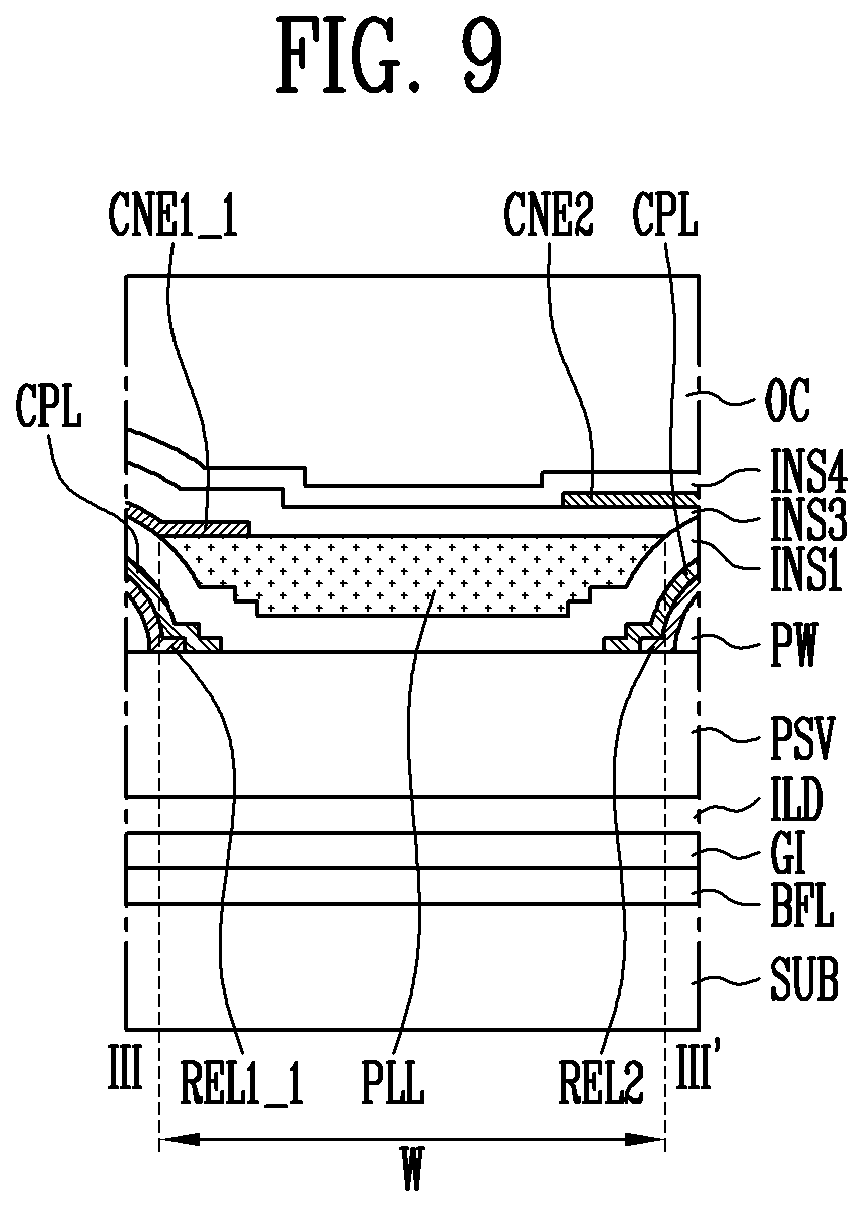 FIG. 9
CNE1_1
CNE2
CPL
CPL
OC
INS4
INS3
INS1
PW
PSV
ILD
GI
BFL
SUB
III
REL1_1
PLL
REL2
III'
W